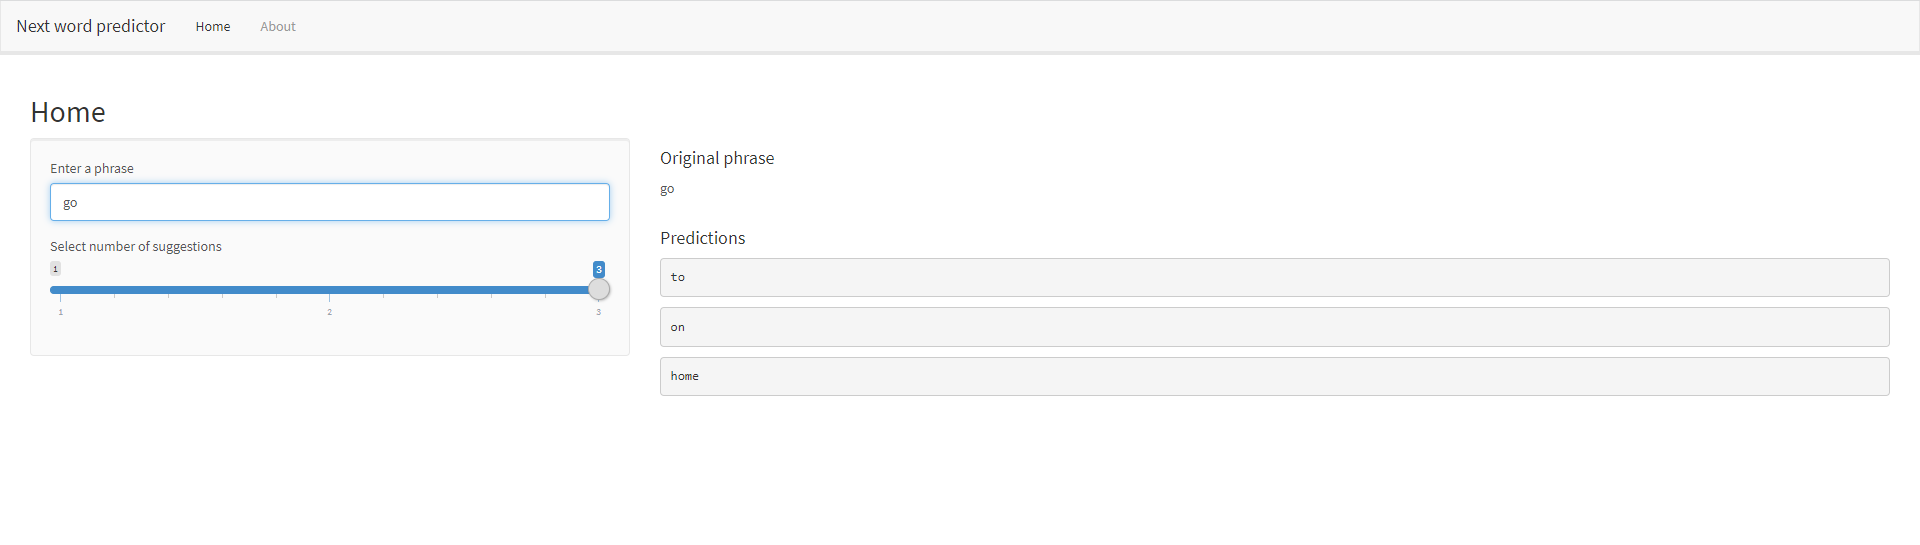 Next word predictor Home About
Home
Enter a phrase
go
Select number of suggestions
1 3
1 2 3
Original phrase
go
Predictions
to
on
home